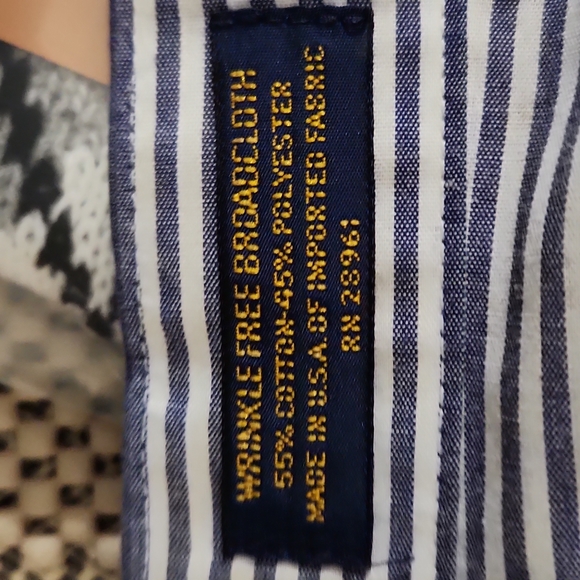 WRINKLE FREE BROADCLOTH
55% COTTON-45% POLYESTER
MADE IN U.S.A. OF IMPORTED FABRIC
RN 28961